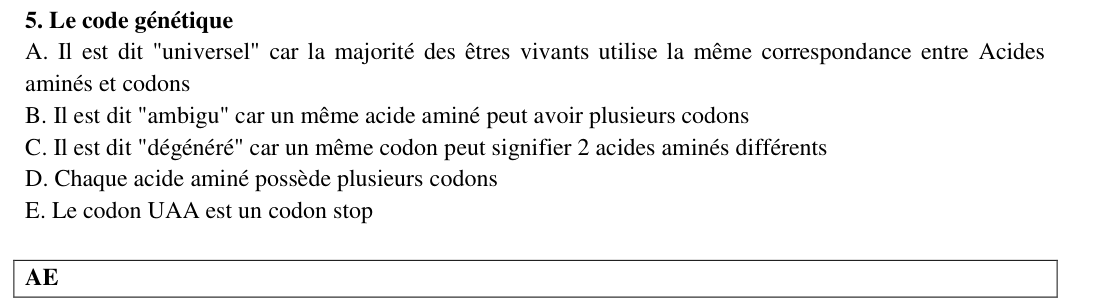 5. Le code génétique
A. Il est dit "universel" car la majorité des êtres vivants utilise la même correspondance entre Acides
aminés et codons
B. Il est dit "ambigu" car un même acide aminé peut avoir plusieurs codons
C. Il est dit "dégénéré" car un même codon peut signifier 2 acides aminés différents
D. Chaque acide aminé possède plusieurs codons
E. Le codon UAA est un codon stop
AE